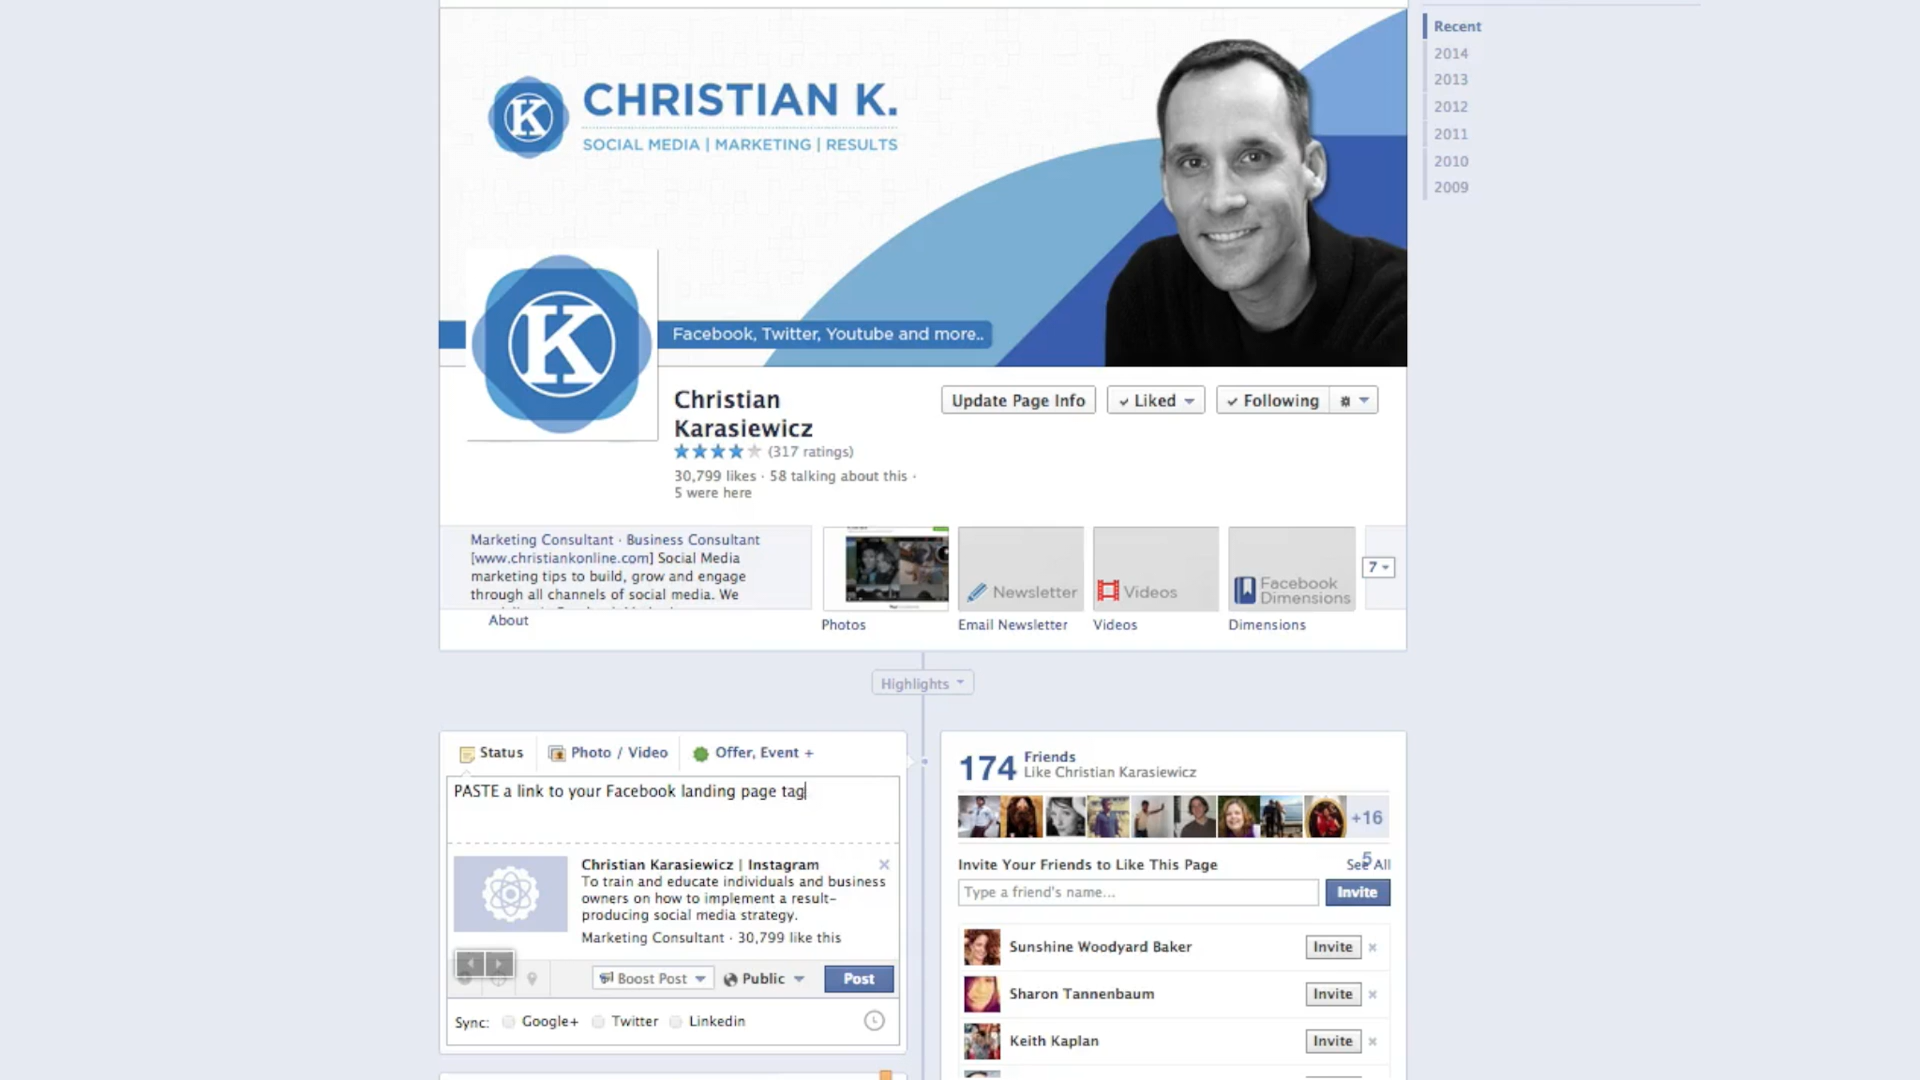 Recent
2014
2013
2012
2011
2010
2009
K
CHRISTIAN K.
SOCIAL MEDIA | MARKETING | RESULTS
K
Facebook, Twitter, Youtube and more..
Christian
Karasiewicz
(317 ratings)
30,799 likes · 58 talking about this ·
5 were here
Update Page Info
Liked
Following
Marketing Consultant · Business Consultant
[www.christiankonline.com] Social Media
marketing tips to build, grow and engage
through all channels of social media. We
About
Photos
Newsletter
Email Newsletter
Videos
Videos
Facebook
Dimensions
Dimensions
7
Highlights
Status
Photo / Video
Offer, Event +
PASTE a link to your Facebook landing page tag
Christian Karasiewicz | Instagram
To train and educate individuals and business
owners on how to implement a result-
producing social media strategy.
Marketing Consultant · 30,799 like this
Boost Post
Public
Post
Sync:
Google+
Twitter
Linkedin
174
Friends
Like Christian Karasiewicz
+16
Invite Your Friends to Like This Page
5
See All
Type a friend's name...
Invite
Sunshine Woodyard Baker
Invite
Sharon Tannenbaum
Invite
Keith Kaplan
Invite